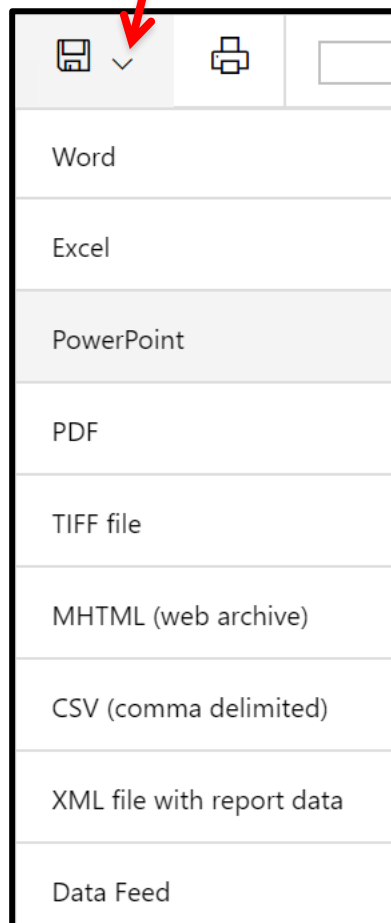 Word
Excel
PowerPoint
PDF
TIFF file
MHTML (web archive)
CSV (comma delimited)
XML file with report data
Data Feed